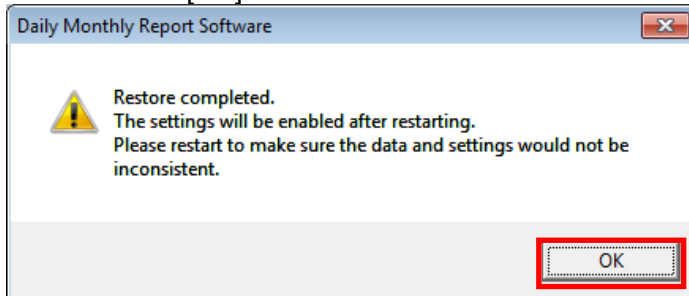 Daily Monthly Report Software
Restore completed.
The settings will be enabled after restarting.
Please restart to make sure the data and settings would not be
inconsistent.
OK